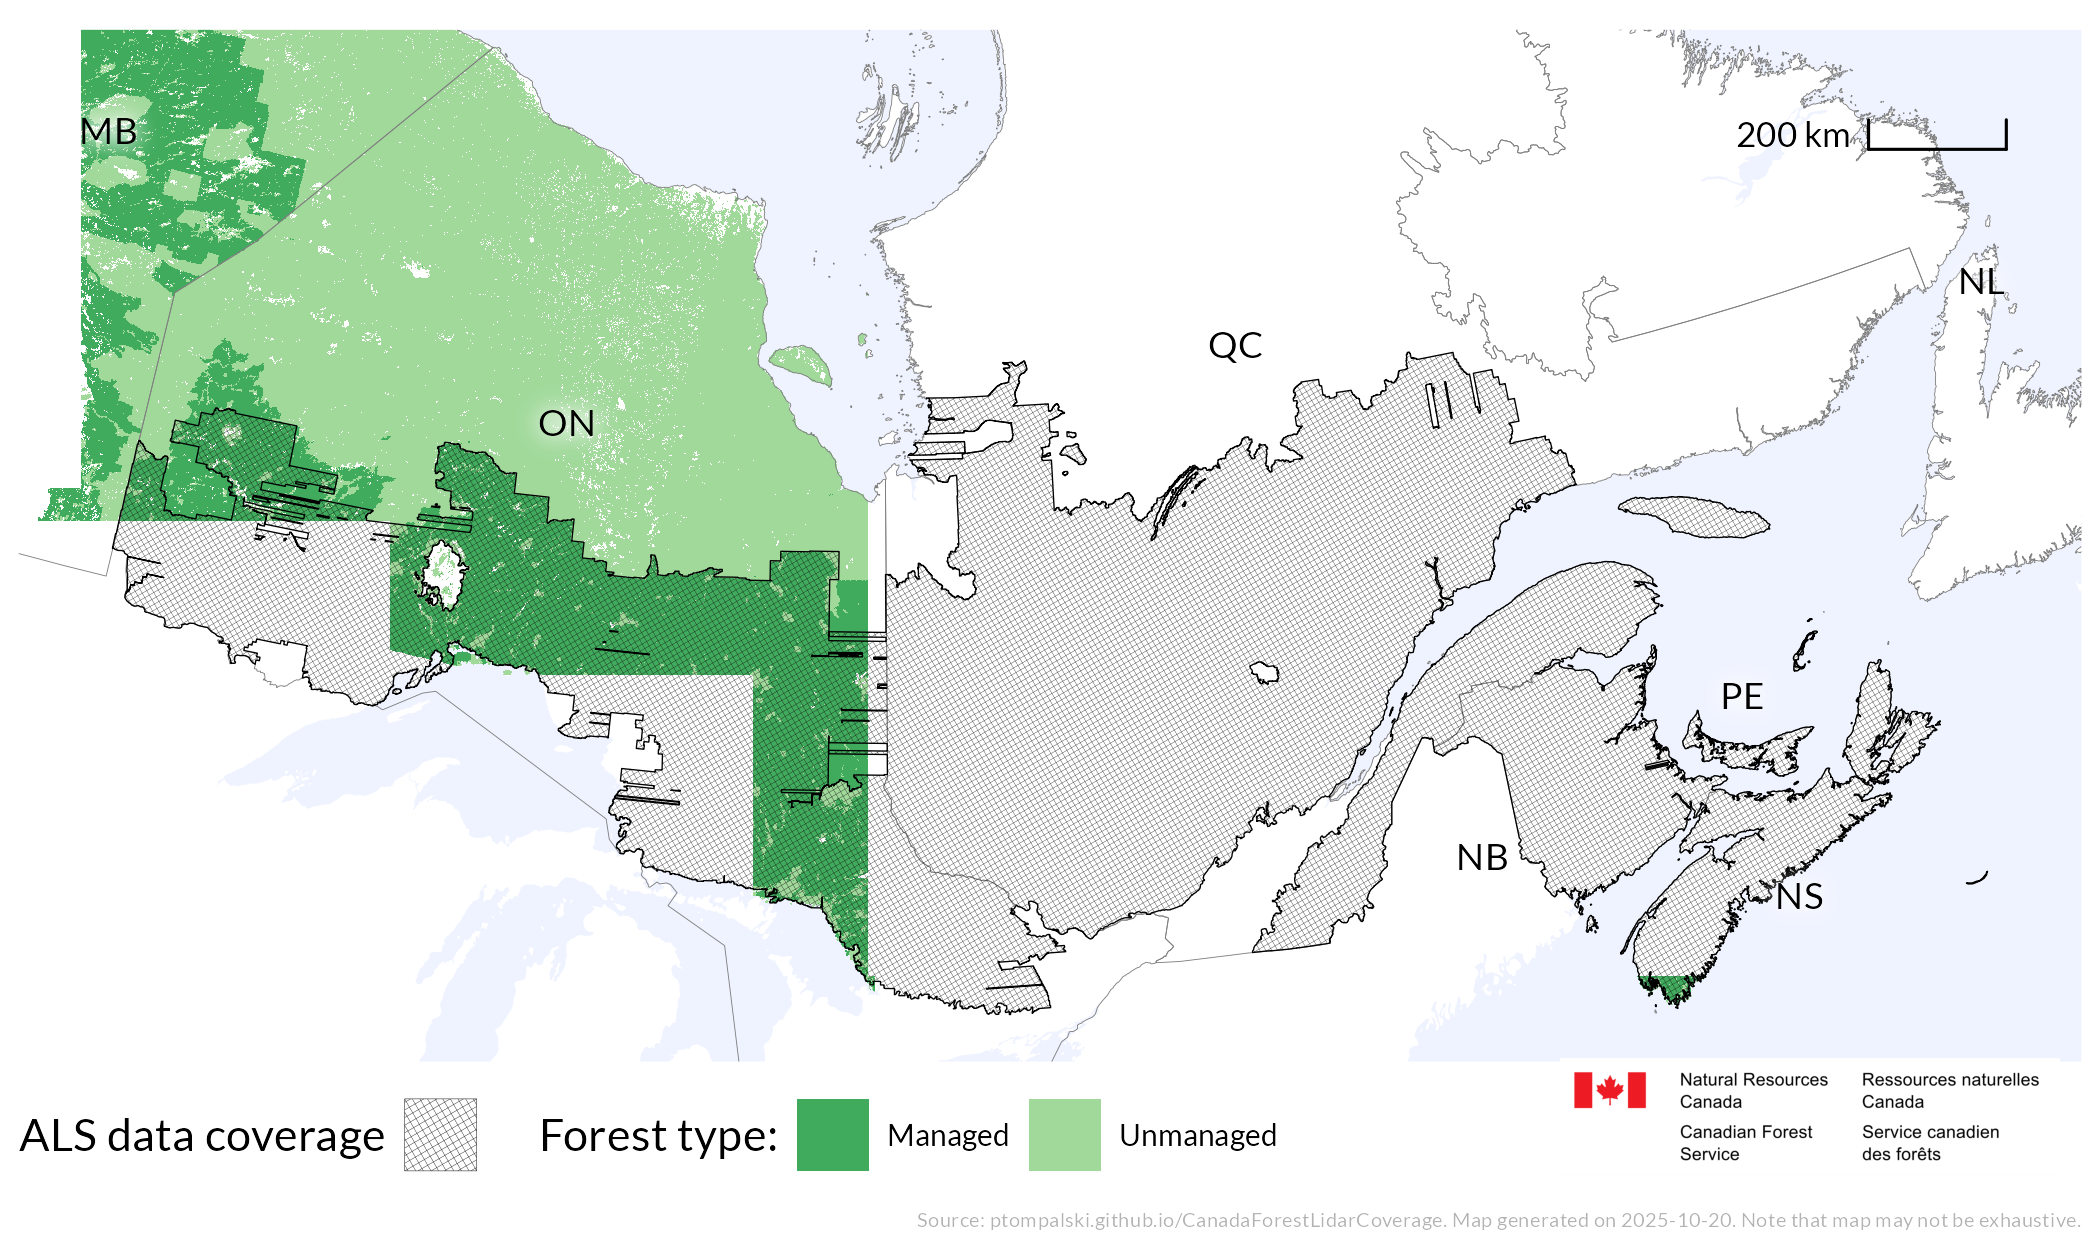 MB
200 km
NL
QC
ON
PE
NB
NS
ALS data coverage
Forest type:
Managed
Unmanaged
Natural Resources
Canada
Canadian Forest
Service
Ressources naturelles
Canada
Service canadien
des forêts
Source: ptompalski.github.io/CanadaForestLidarCoverage. Map generated on 2025-10-20. Note that map may not be exhaustive.